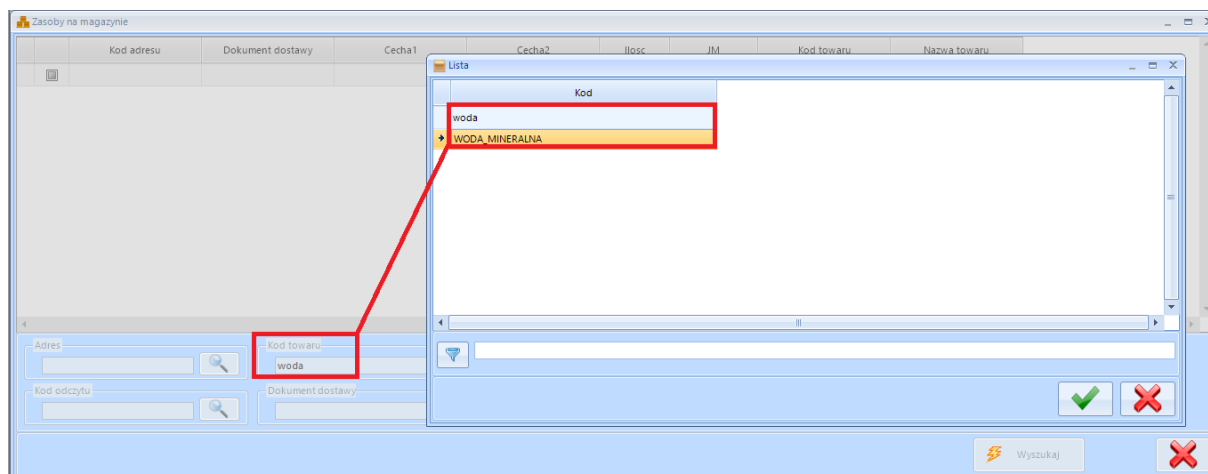 Zasoby na magazynie
Kod adresu Dokument dostawy Cecha1 Cecha2 Ilosc JM Kod towaru Nazwa towaru
Lista
Kod
woda
WODA_MINERALNA
Adres Kod towaru
woda
Kod odczytu Dokument dostawy
Wyszukaj